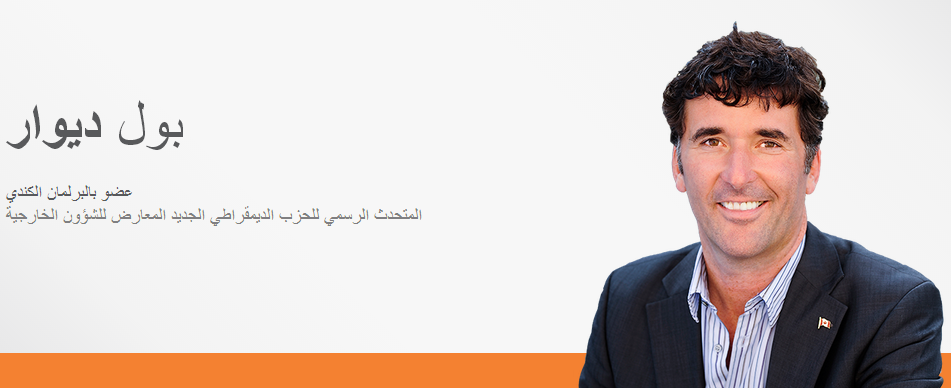 بول ديوار
عضو بالبرلمان الكندي
المتحدث الرسمي للحزب الديمقراطي الجديد المعارض للشؤون الخارجية